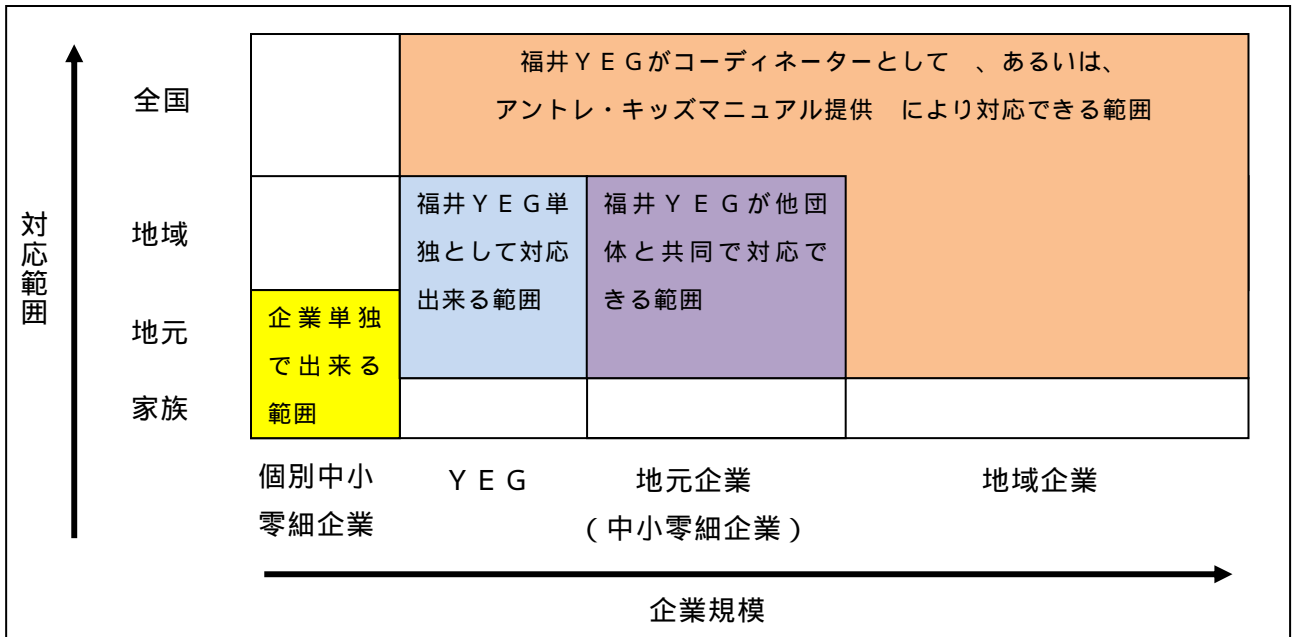 福井ＹＥＧがコーディネーターとして　、あるいは、
アントレ・キッズマニュアル提供　により対応できる範囲
全国
対応範囲
地域
福井ＹＥＧ単
独として対応
出来る範囲
福井ＹＥＧが他団
体と共同で対応で
きる範囲
地元
企業単独
で出来る
範囲
家族
個別中小
零細企業
ＹＥＧ
地元企業
（中小零細企業）
地域企業
企業規模